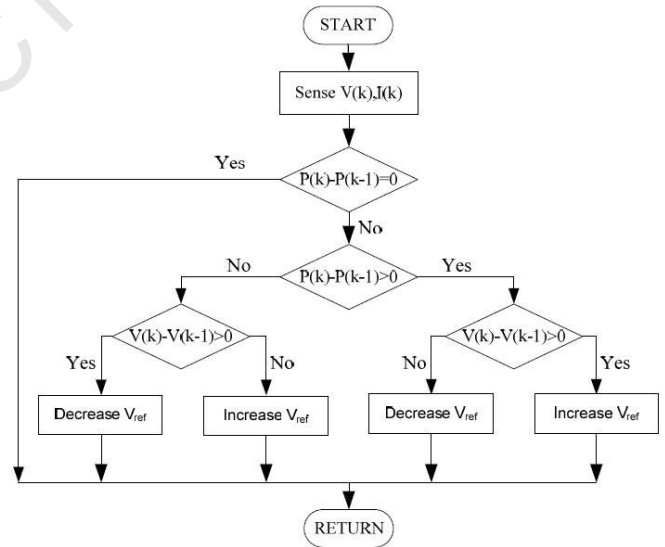 START
Sense V(k),I(k)
Yes
P(k)-P(k-1)=0
No
No
P(k)-P(k-1)>0
Yes
V(k)-V(k-1)>0
V(k)-V(k-1)>0
Yes
No
No
Yes
Decrease Vref
Increase Vref
Decrease Vref
Increase Vref
RETURN